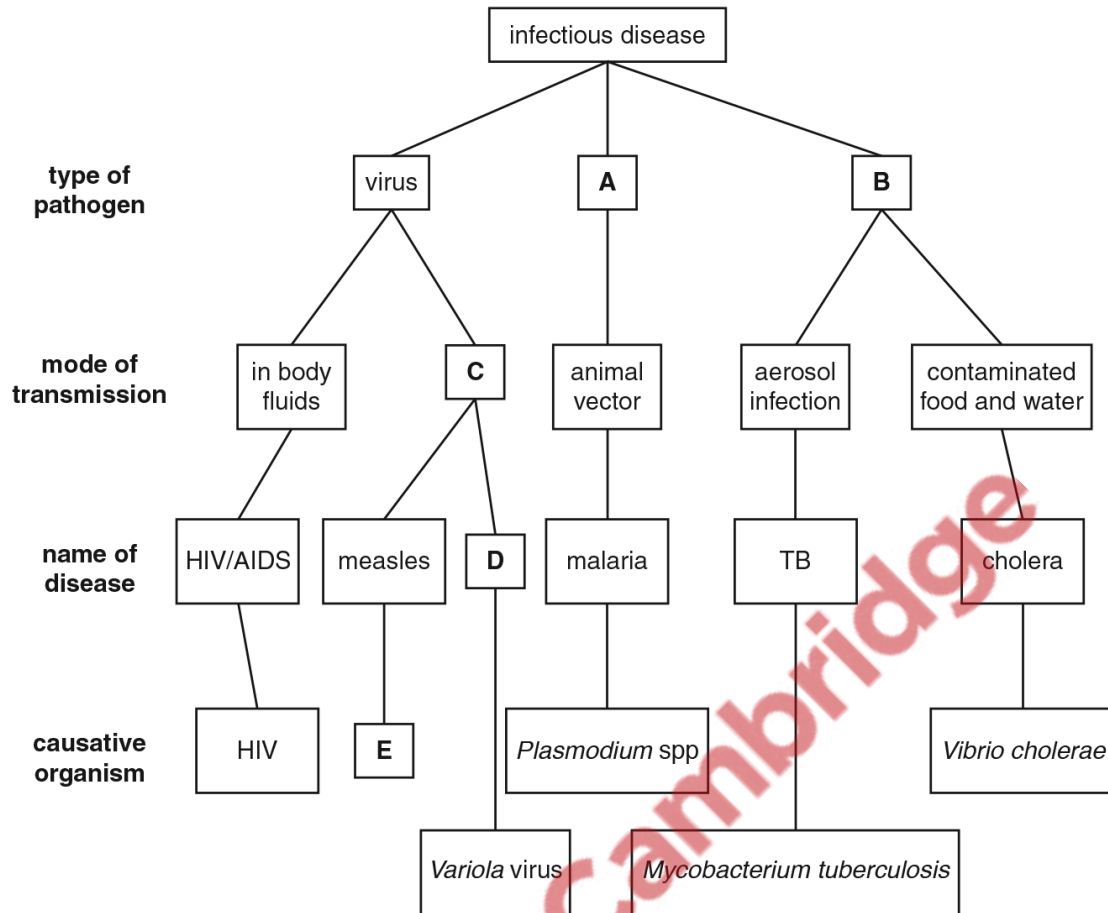 infectious disease
type of
pathogen
virus
A
B
mode of
transmission
in body
fluids
C
animal
vector
aerosol
infection
contaminated
food and water
name of
disease
HIV/AIDS
measles
D
malaria
TB
cholera
causative
organism
HIV
E
Plasmodium spp
Vibrio cholerae
Variola virus
Mycobacterium tuberculosis
Cambridge